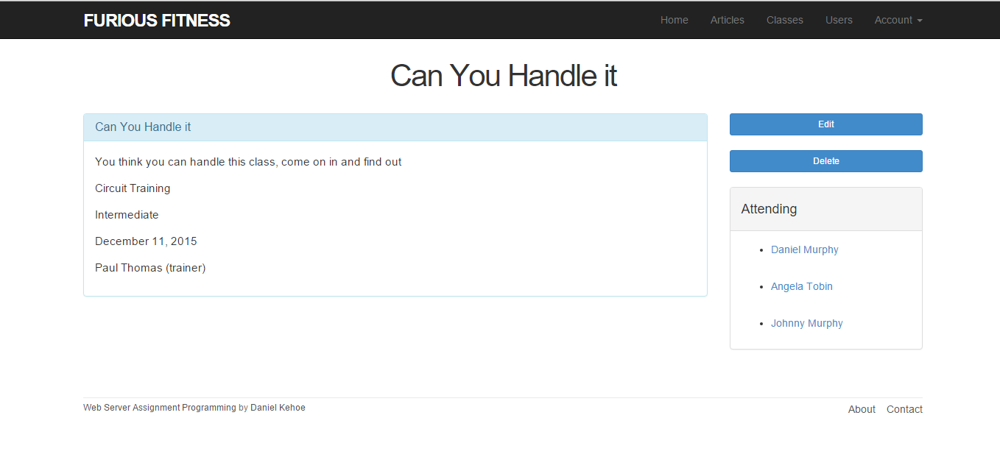 FURIOUS FITNESS
Home Articles Classes Users Account
Can You Handle it
Can You Handle it
You think you can handle this class, come on in and find out
Circuit Training
Intermediate
December 11, 2015
Paul Thomas (trainer)
Edit
Delete
Attending
Daniel Murphy
Angela Tobin
Johnny Murphy
Web Server Assignment Programming by Daniel Kehoe
About Contact